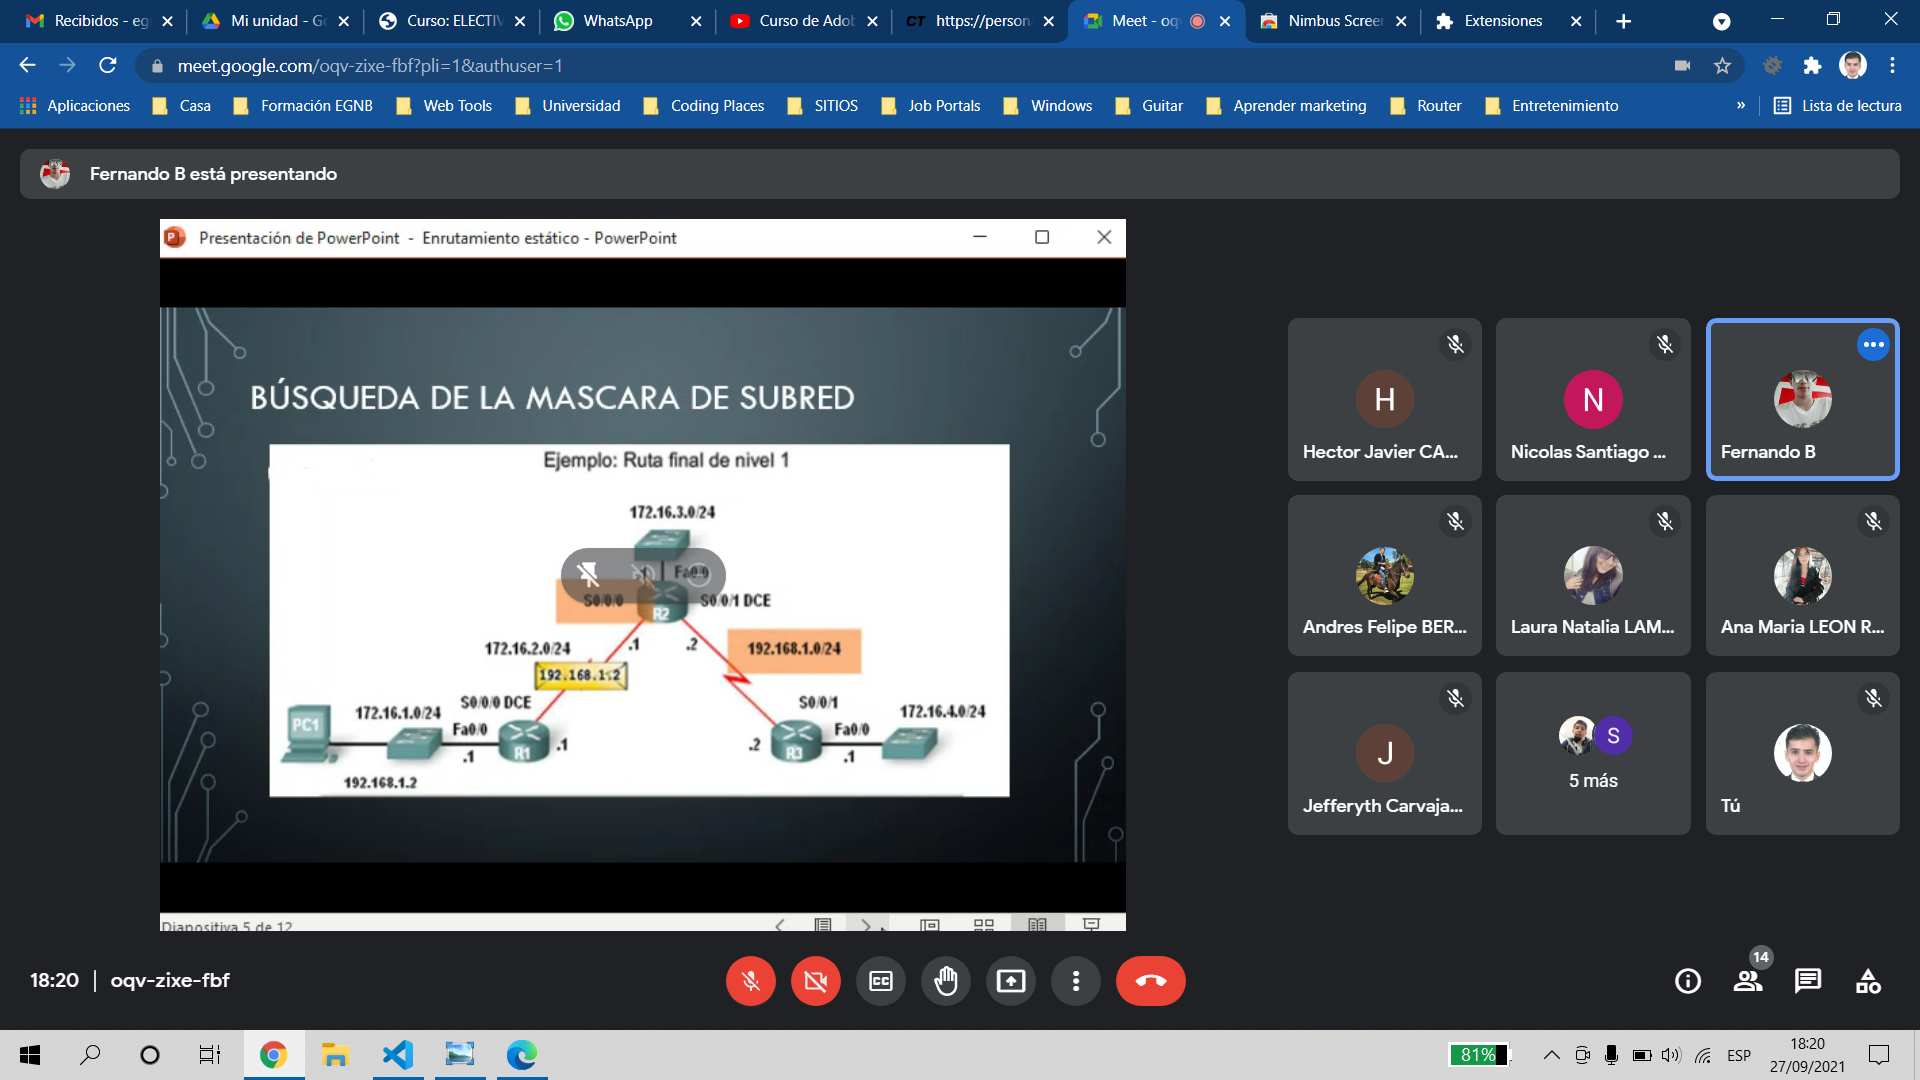 Recibidos - eg
Mi unidad - Go
Curso: ELECTIV
WhatsApp
Curso de Adob
CT https://person
Meet - oqv
Nimbus Screen
Extensiones
meet.google.com/oqv-zixe-fbf?pli=1&authuser=1
Aplicaciones
Casa
Formación EGNB
Web Tools
Universidad
Coding Places
SITIOS
Job Portals
Windows
Guitar
Aprender marketing
Router
Entretenimiento
»
Lista de lectura
Fernando B está presentando
Presentación de PowerPoint - Enrutamiento estático - PowerPoint
BÚSQUEDA DE LA MASCARA DE SUBRED
Ejemplo: Ruta final de nivel 1
172.16.3.0/24
Fa0/0
S0/0/0
R2
S0/0/1 DCE
172.16.2.0/24
.1
.2
192.168.1.0/24
192.168.1.2
S0/0/0 DCE
S0/0/1
PC1
172.16.1.0/24
Fa0/0
R1
.1
.1
.2
R3
Fa0/0
.1
172.16.4.0/24
192.168.1.2
Diapositiva 5 de 12
H
Hector Javier CA...
N
Nicolas Santiago ...
Fernando B
Andres Felipe BER...
Laura Natalia LAM...
Ana Maria LEON R...
J
Jefferyth Carvaja...
S
5 más
Tú
18:20 | oqv-zixe-fbf
CC
14
81%
ESP
18:20
27/09/2021